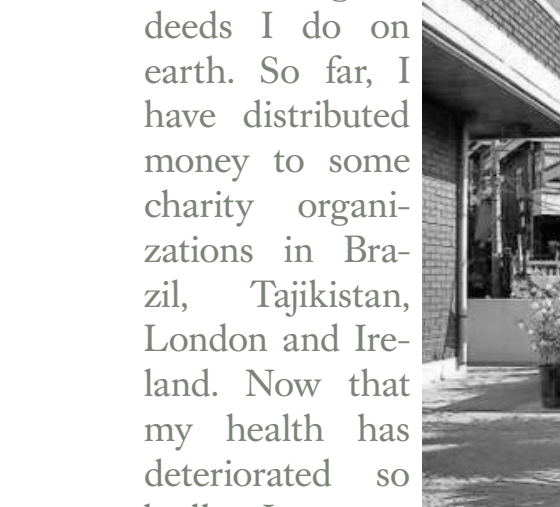 deeds I do on
earth. So far, I
have distributed
money to some
charity organi-
zations in Bra-
zil, Tajikistan,
London and Ire-
land. Now that
my health has
deteriorated so